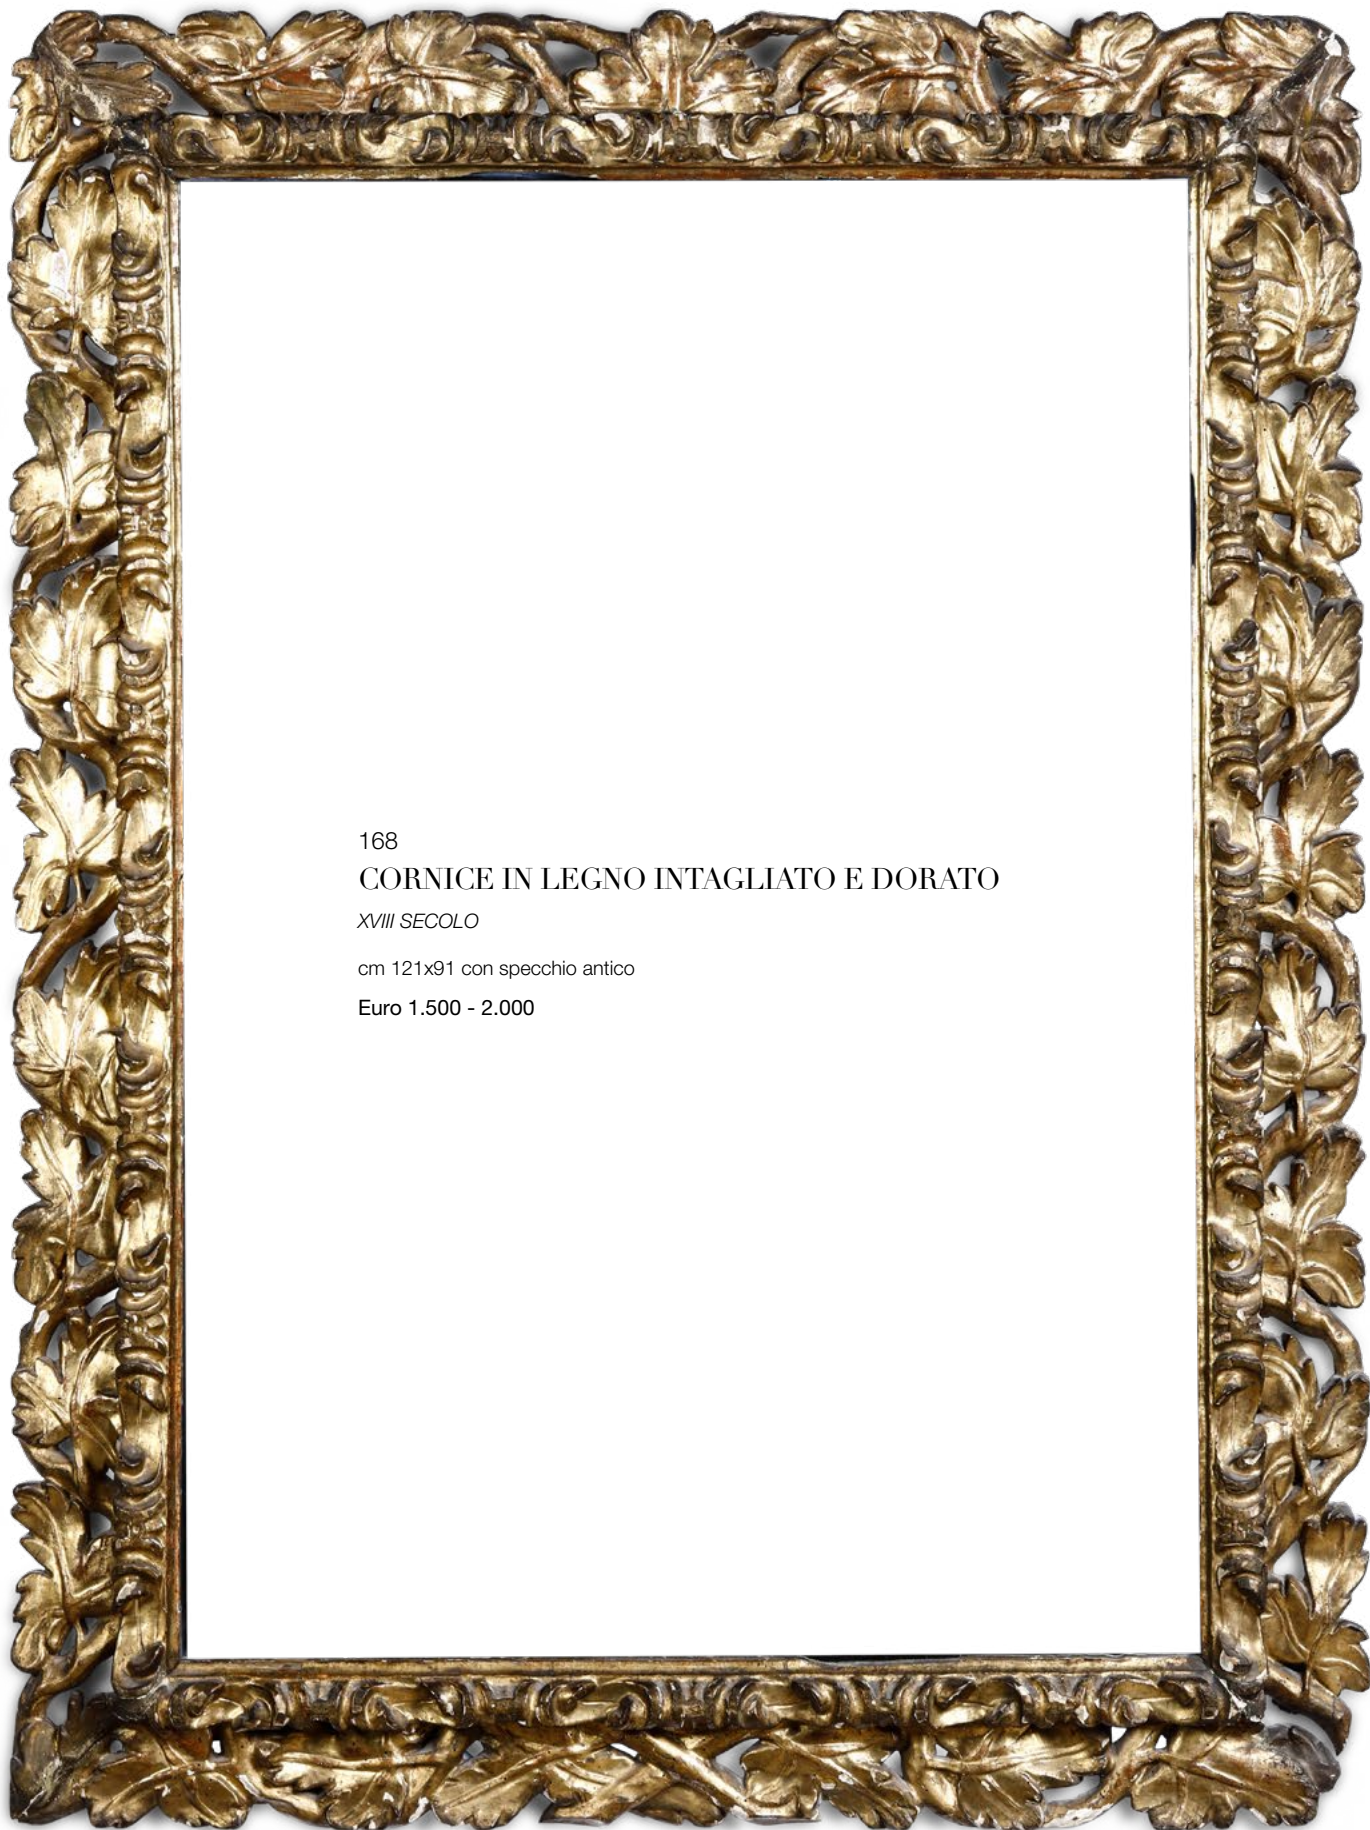 168
CORNICE IN LEGNO INTAGLIATO E DORATO
XVIII SECOLO
cm 121x91 con specchio antico
Euro 1.500 - 2.000